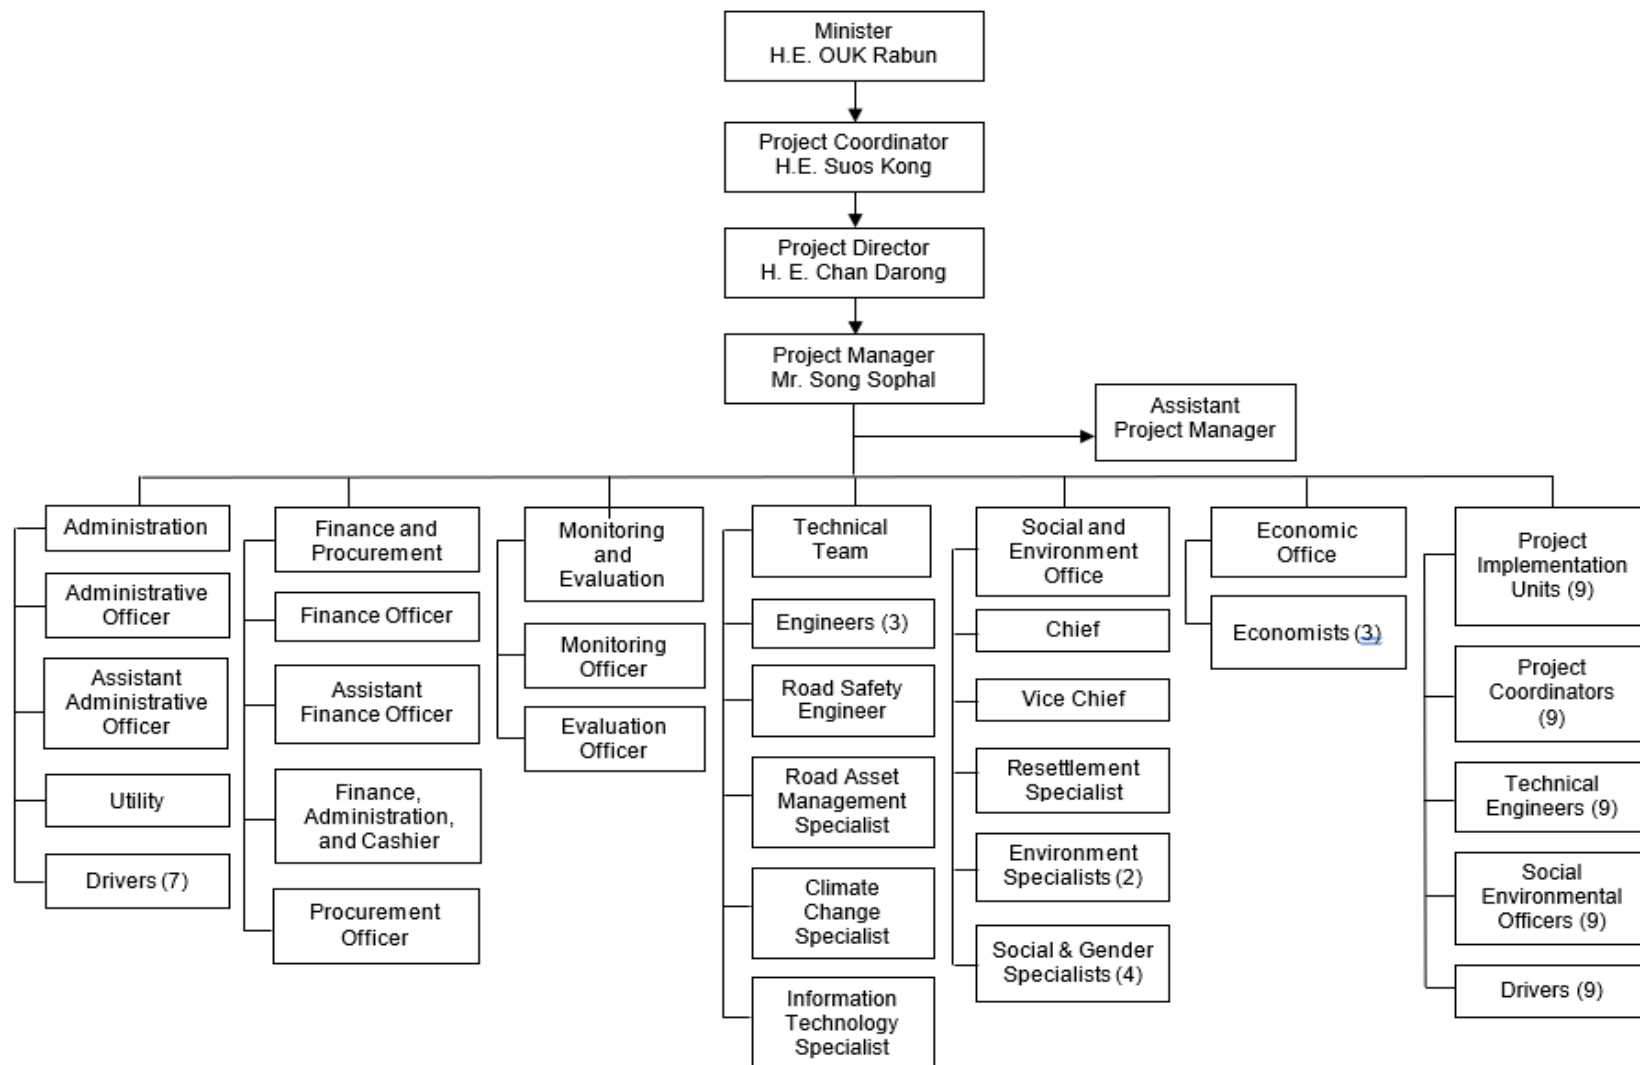 Minister
H.E. OUK Rabun
Project Coordinator
H.E. Suos Kong
Project Director
H. E. Chan Darong
Project Manager
Mr. Song Sophal
Assistant
Project Manager
Administration
Administrative
Officer
Assistant
Administrative
Officer
Utility
Drivers (7)
Finance and
Procurement
Finance Officer
Assistant
Finance Officer
Finance,
Administration,
and Cashier
Procurement
Officer
Monitoring
and
Evaluation
Monitoring
Officer
Evaluation
Officer
Technical
Team
Engineers (3)
Road Safety
Engineer
Road Asset
Management
Specialist
Climate
Change
Specialist
Information
Technology
Specialist
Social and
Environment
Office
Chief
Vice Chief
Resettlement
Specialist
Environment
Specialists (2)
Social & Gender
Specialists (4)
Economic
Office
Economists (3)
Project
Implementation
Units (9)
Project
Coordinators
(9)
Technical
Engineers (9)
Social
Environmental
Officers (9)
Drivers (9)